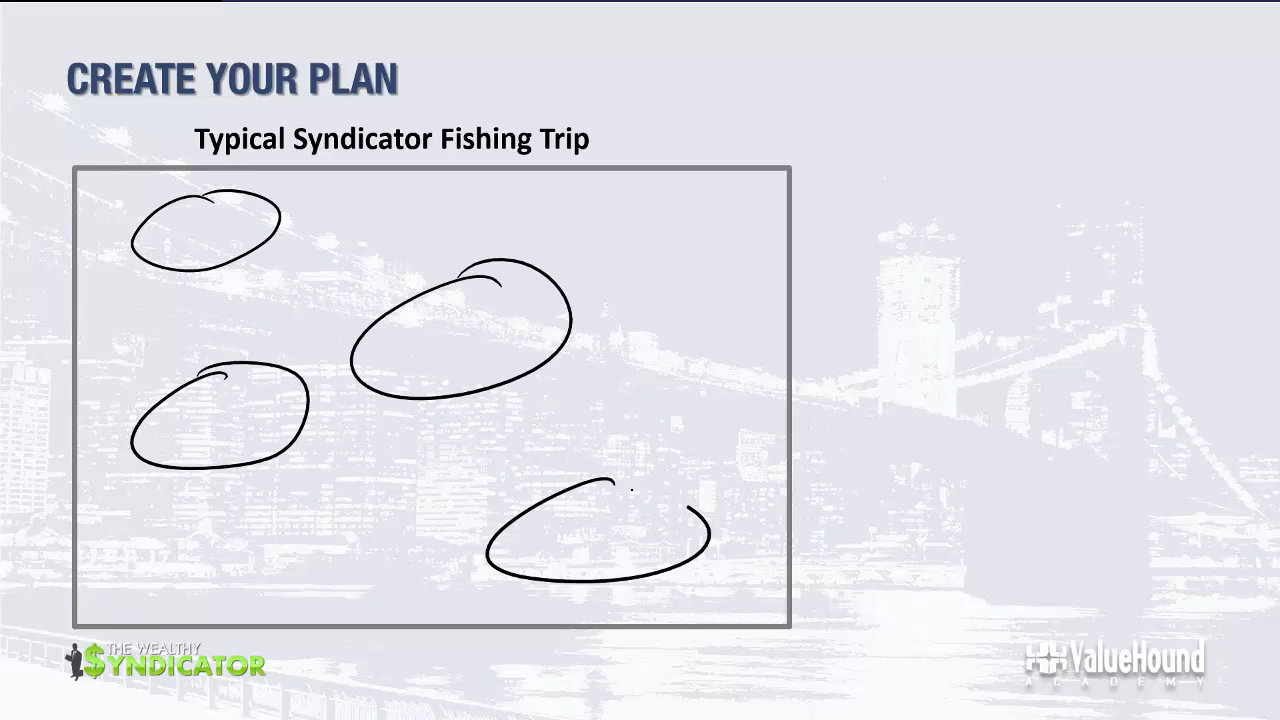 CREATE YOUR PLAN
Typical Syndicator Fishing Trip
THE WEALTHY
$YNDICATOR
ValueHound
ACADEMY